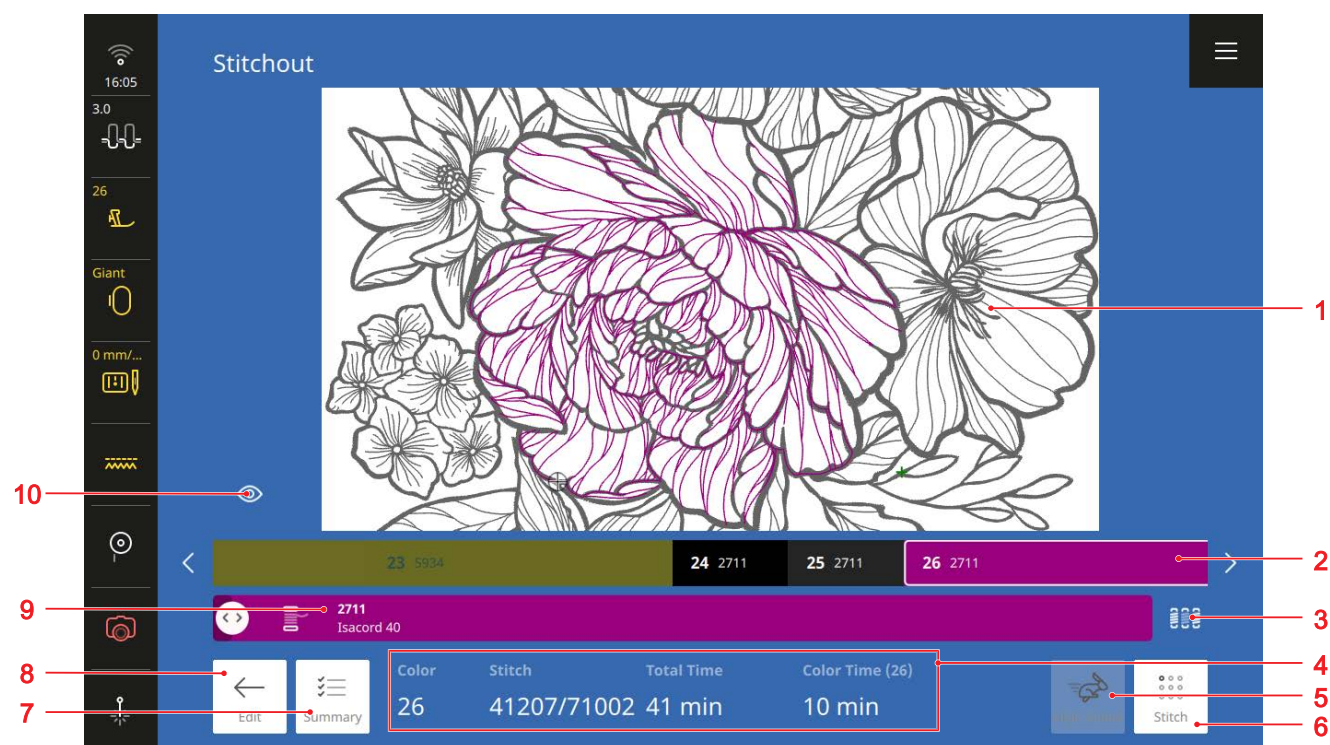 Stitchout
16:05
3.0
26
Giant
0 mm/...
1
10
23 5934
24 2711
25 2711
26 2711
2
9
2711
Isacord 40
3
Color Stitch Total Time Color Time (26)
26 41207/71002 41 min 10 min
4
8
Edit
7
Summary
5
Stitch
6